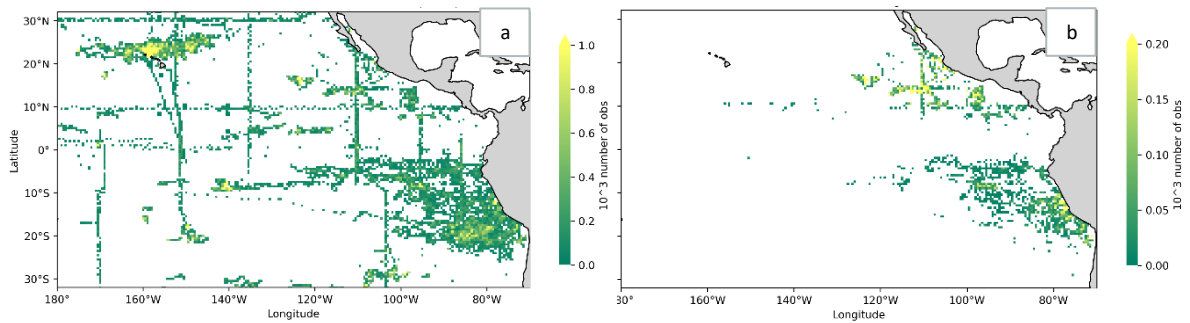 a
30°N
20°N
10°N
0°
10°S
20°S
30°S
Latitude
180°
160°W
140°W
120°W
100°W
80°W
Longitude
1.0
0.8
0.6
0.4
0.2
0.0
10^3 number of obs
b
30°
160°W
140°W
120°W
100°W
80°W
Longitude
0.20
0.15
0.10
0.05
0.00
10^3 number of obs